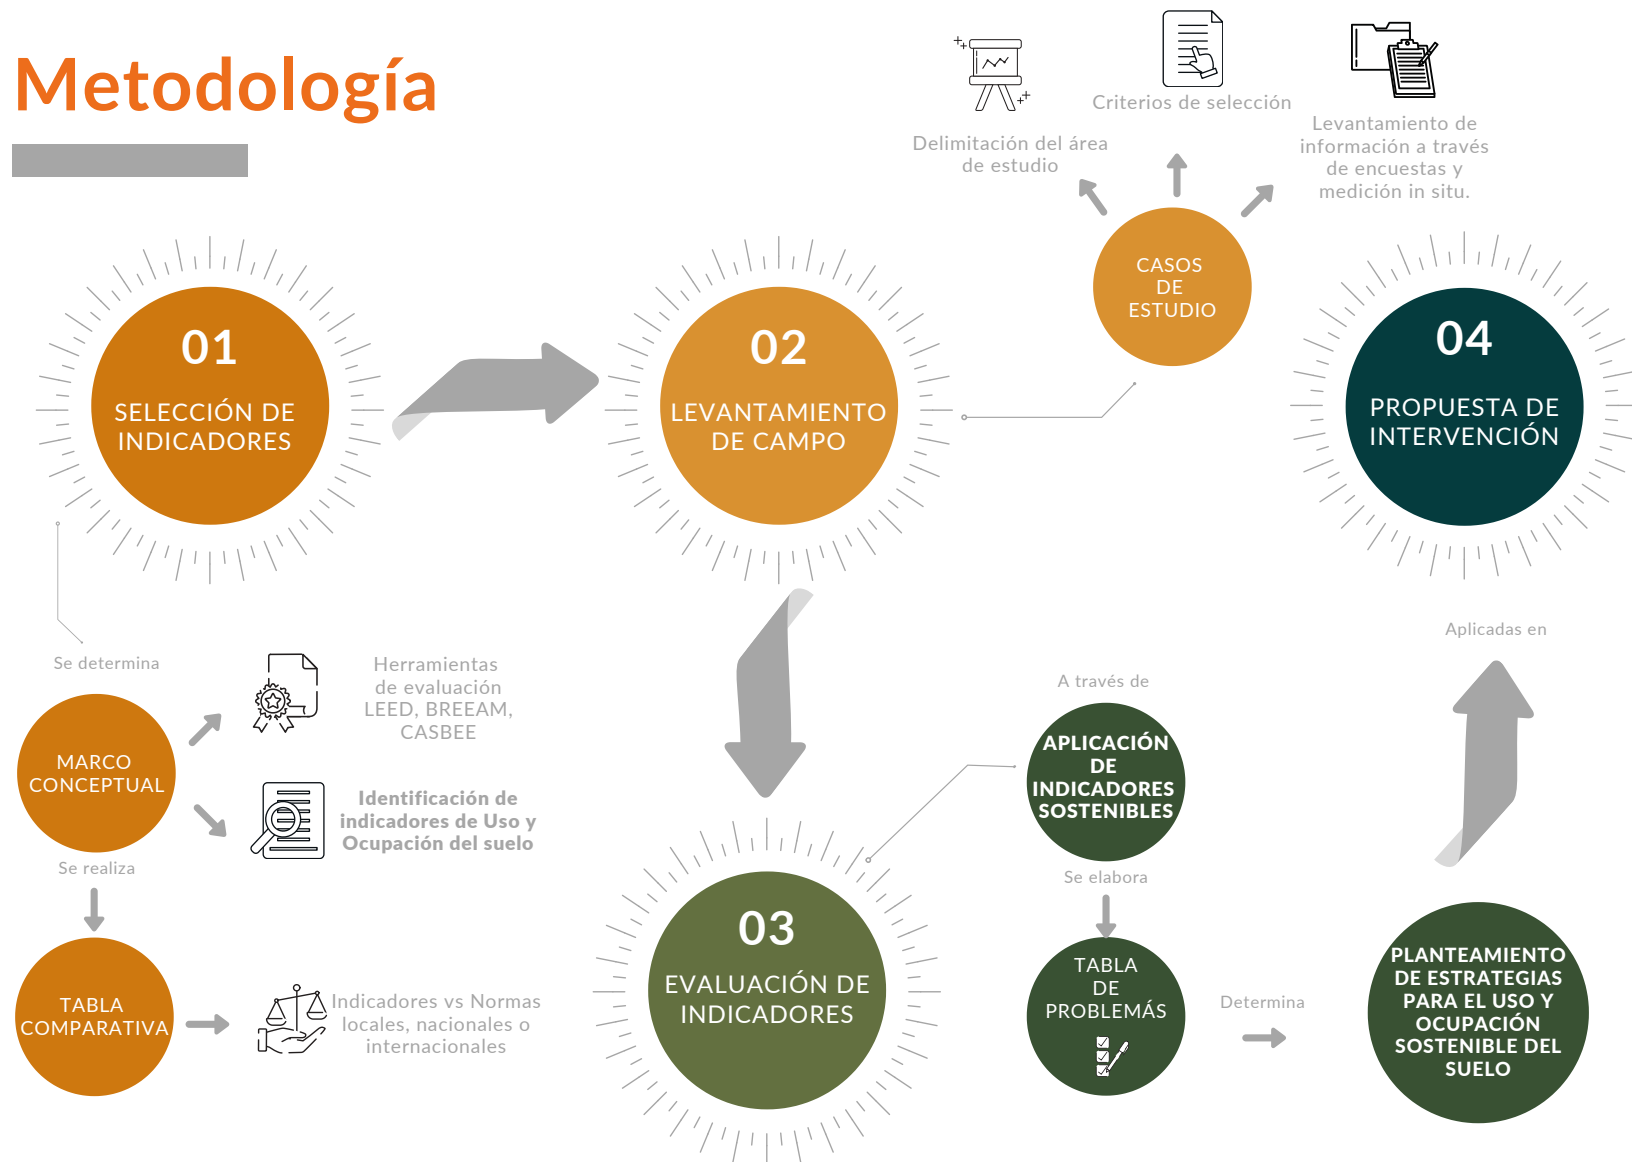 Metodología
01
SELECCIÓN DE
INDICADORES
Se determina
MARCO
CONCEPTUAL
Herramientas
de evaluación
LEED, BREEAM,
CASBEE
Identificación de
indicadores de Uso y
Ocupación del suelo
Se realiza
TABLA
COMPARATIVA
Indicadores vs Normas
locales, nacionales o
internacionales
02
LEVANTAMIENTO
DE CAMPO
CASOS
DE
ESTUDIO
Delimitación del área
de estudio
Criterios de selección
Levantamiento de
información a través
de encuestas y
medición in situ.
03
EVALUACIÓN DE
INDICADORES
A través de
APLICACIÓN
DE
INDICADORES
SOSTENIBLES
Se elabora
TABLA
DE
PROBLEMÁS
Determina
PLANTEAMIENTO
DE ESTRATEGIAS
PARA EL USO Y
OCUPACIÓN
SOSTENIBLE DEL
SUELO
Aplicadas en
04
PROPUESTA DE
INTERVENCIÓN